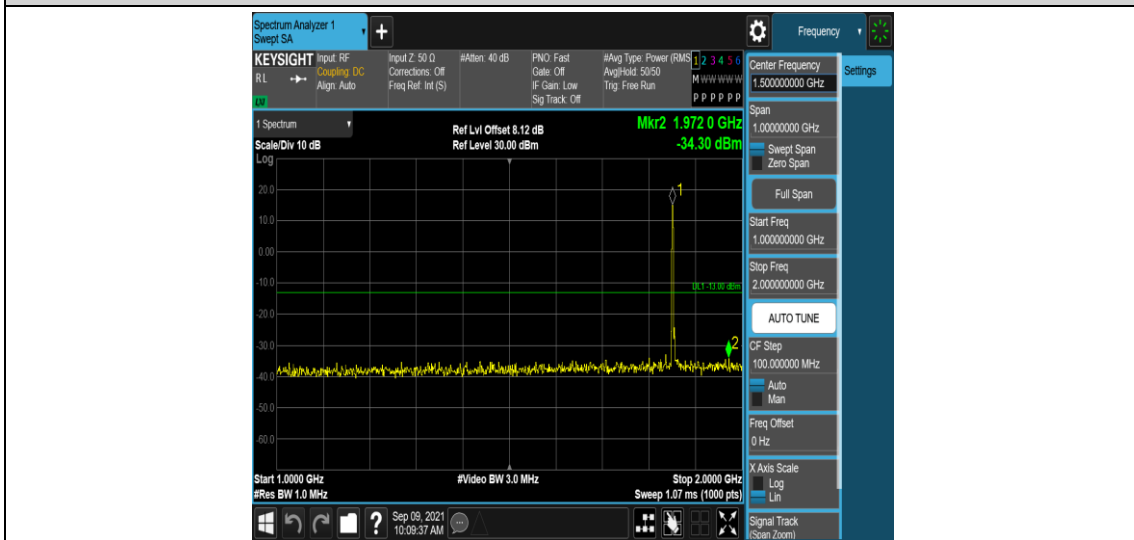 Spectrum Analyzer 1
Swept SA
+
Frequency
KEYSIGHT
RL
LXI
Input: RF
Coupling: DC
Align: Auto
Input Z: 50 Ω
Corrections: Off
Freq Ref: Int (S)
#Atten: 40 dB
PNO: Fast
Gate: Off
IF Gain: Low
Sig Track: Off
#Avg Type: Power (RMS
Avg|Hold: 50/50
Trig: Free Run
1 2 3 4 5 6
M W W W W W
P P P P P P
1 Spectrum
Scale/Div 10 dB
Log
Ref Lvl Offset 8.12 dB
Ref Level 30.00 dBm
Mkr2 1.972 0 GHz
-34.30 dBm
20.0
10.0
0.00
-10.0
-20.0
-30.0
-40.0
-50.0
-60.0
1
DL1 -13.00 dBm
2
Start 1.0000 GHz
#Res BW 1.0 MHz
#Video BW 3.0 MHz
Stop 2.0000 GHz
Sweep 1.07 ms (1000 pts)
Center Frequency
1.500000000 GHz
Settings
Span
1.00000000 GHz
Swept Span
Zero Span
Full Span
Start Freq
1.000000000 GHz
Stop Freq
2.000000000 GHz
AUTO TUNE
CF Step
100.000000 MHz
Auto
Man
Freq Offset
0 Hz
X Axis Scale
Log
Lin
Signal Track
(Span Zoom)
?
Sep 09, 2021
10:09:37 AM